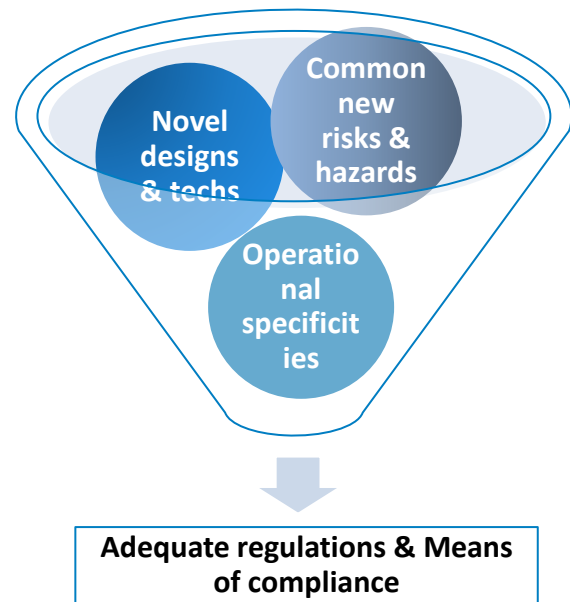 Novel
designs
& techs
Common
new
risks &
hazards
Operatio
nal
specificit
ies
Adequate regulations & Means
of compliance